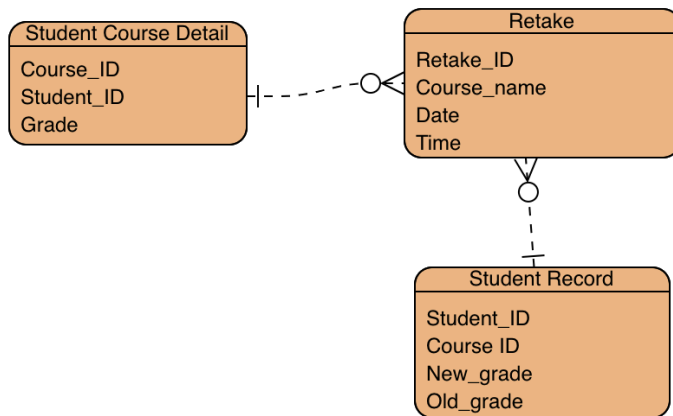 Student Course Detail
Course_ID
Student_ID
Grade
Retake
Retake_ID
Course_name
Date
Time
Student Record
Student_ID
Course ID
New_grade
Old_grade